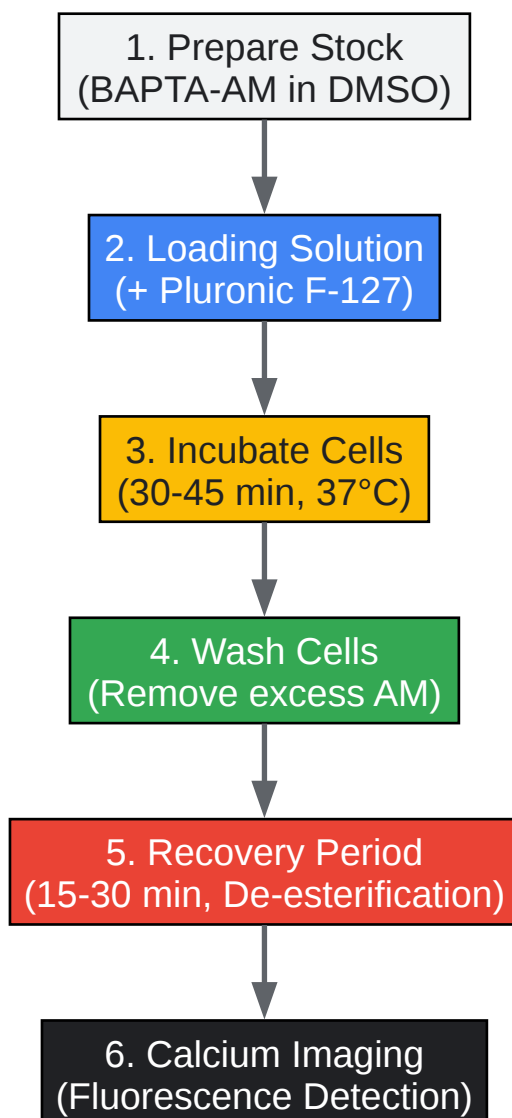 1. Prepare Stock
(BAPTA-AM in DMSO)
2. Loading Solution
(+ Pluronic F-127)
3. Incubate Cells
(30-45 min, 37°C)
4. Wash Cells
(Remove excess AM)
5. Recovery Period
(15-30 min, De-esterification)
6. Calcium Imaging
(Fluorescence Detection)